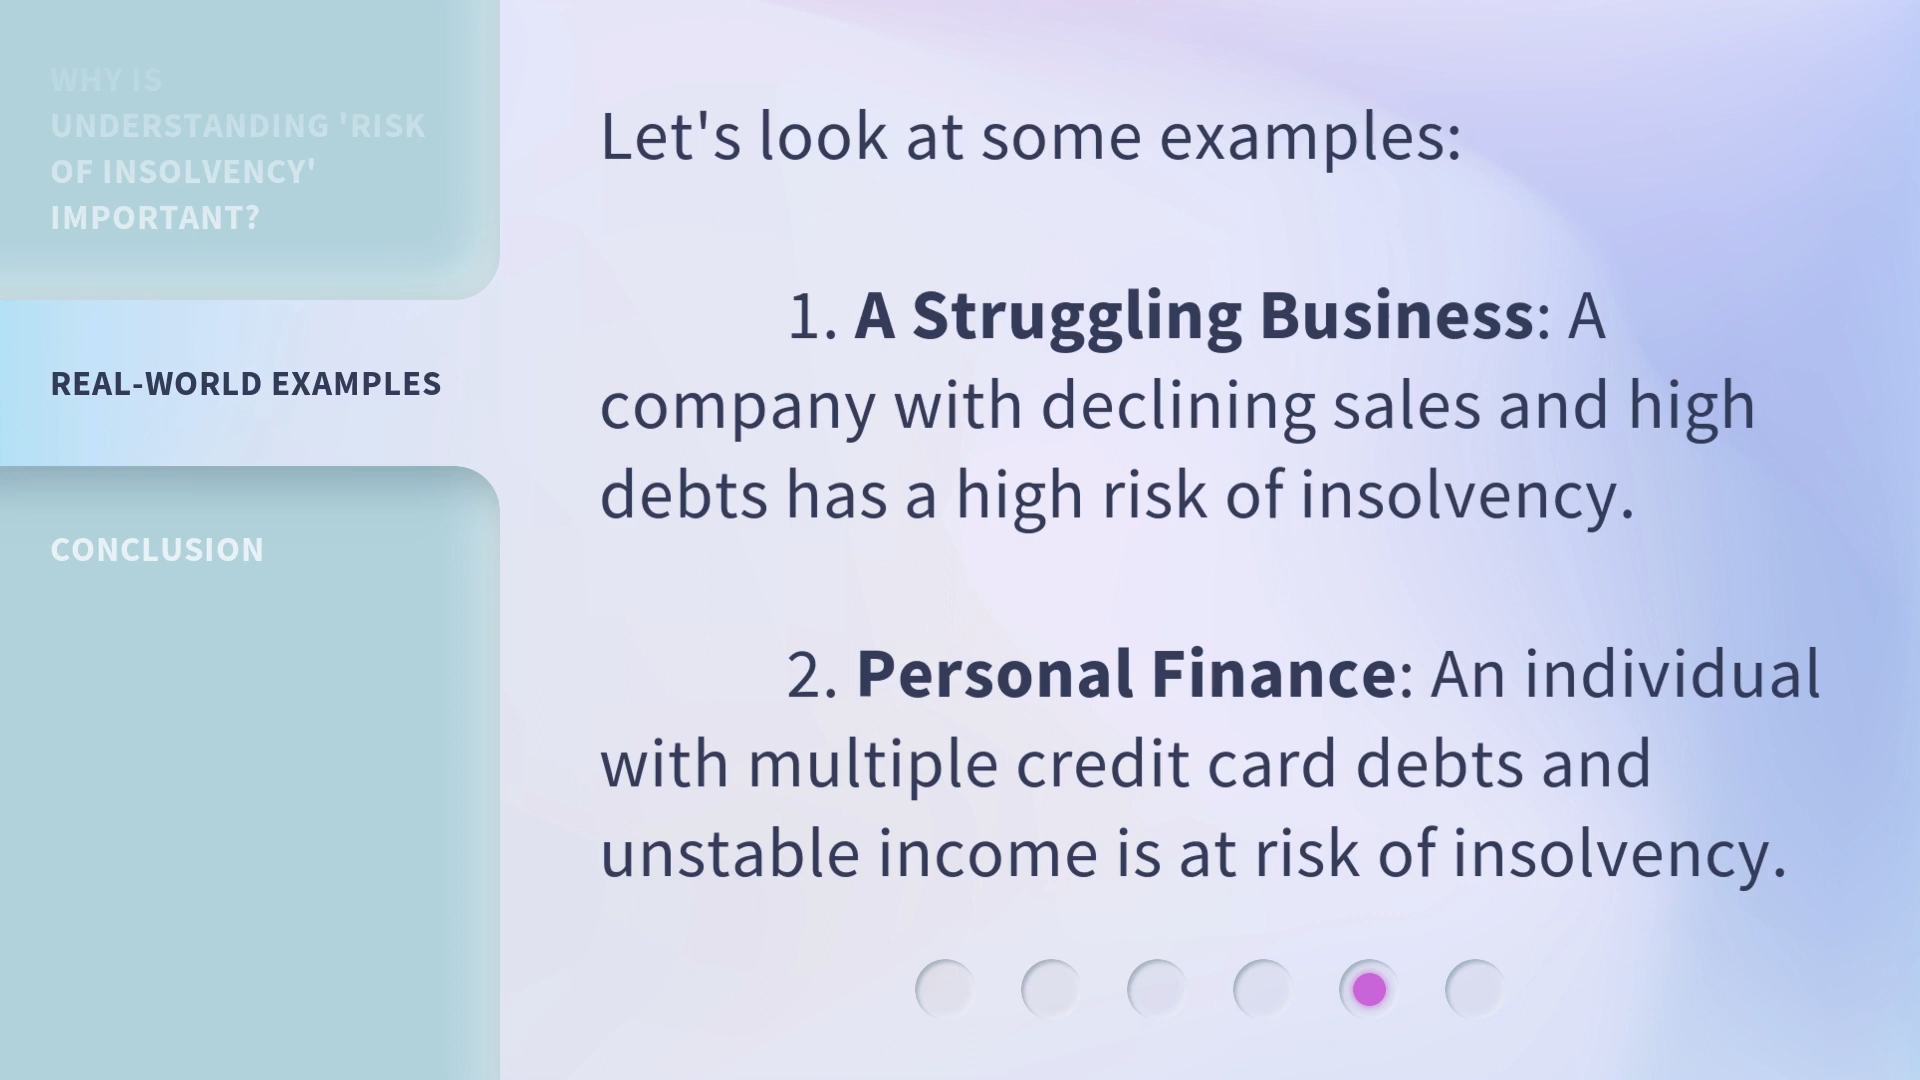 WHY IS
UNDERSTANDING 'RISK
OF INSOLVENCY'
IMPORTANT?
REAL-WORLD EXAMPLES
CONCLUSION
Let's look at some examples:
1. A Struggling Business: A
company with declining sales and high
debts has a high risk of insolvency.
2. Personal Finance: An individual
with multiple credit card debts and
unstable income is at risk of insolvency.